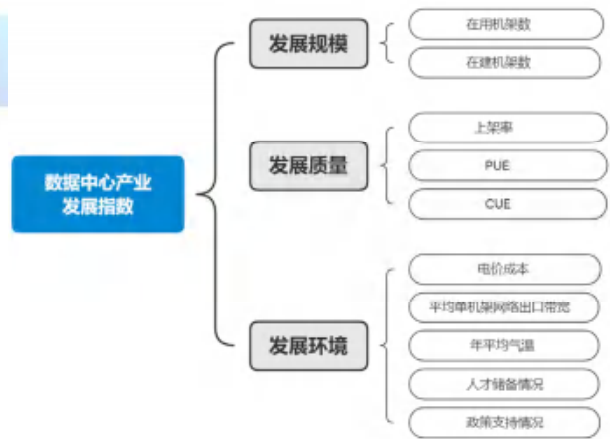 数据中心产业
发展指数
发展规模
在用机架数
在建机架数
发展质量
上架率
PUE
CUE
发展环境
电价成本
平均单机架网络出口带宽
年平均气温
人才储备情况
政策支持情况